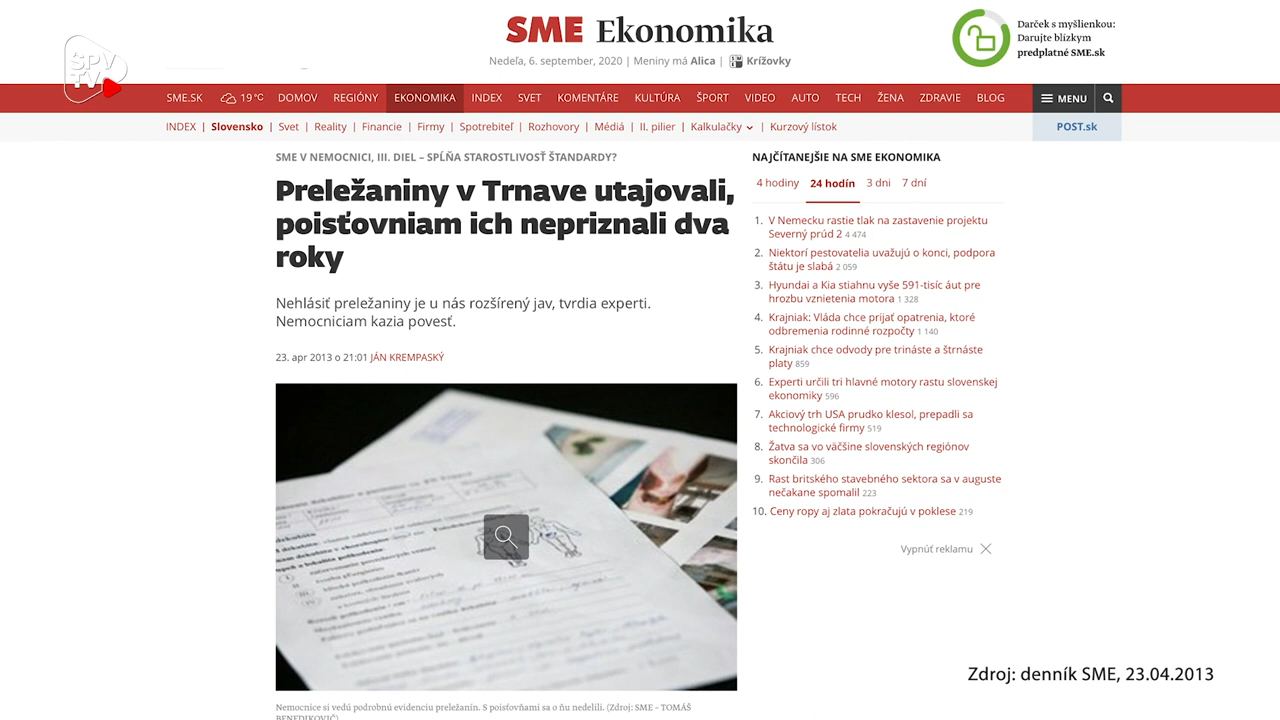 SME Ekonomika
Nedeľa, 6. september, 2020 | Meniny má Alica | Krížovky
Darček s myšlienkou:
Darujte blízkym
predplatné SME.sk
SPV
TV
SME.SK 19 °C DOMOV REGIÓNY EKONOMIKA INDEX SVET KOMENTÁRE KULTÚRA ŠPORT VIDEO AUTO TECH ŽENA ZDRAVIE BLOG MENU
INDEX | Slovensko | Svet | Reality | Financie | Firmy | Spotrebiteľ | Rozhovory | Médiá | II. pilier | Kalkulačky | Kurzový lístok
POST.sk
SME V NEMOCNICI, III. DIEL – SPĹŇA STAROSTLIVOSŤ ŠTANDARDY?
Preležaniny v Trnave utajovali,
poisťovniam ich nepriznali dva
roky
Nehlásiť preležaniny je u nás rozšírený jav, tvrdia experti.
Nemocniciam kazia povesť.
23. apr 2013 o 21:01 JÁN KREMPASKÝ
Nemocnice si vedú podrobnú evidenciu preležanín. S poisťovňami sa o ňu nedelili. (Zdroj: SME – TOMÁŠ
BENEDIKOVIČ)
NAJČÍTANEJŠIE NA SME EKONOMIKA
4 hodiny 24 hodín 3 dni 7 dní
1. V Nemecku rastie tlak na zastavenie projektu
Severný prúd 2 4 474
2. Niektorí pestovatelia uvažujú o konci, podpora
štátu je slabá 2 059
3. Hyundai a Kia stiahnu vyše 591-tisíc áut pre
hrozbu vznietenia motora 1 328
4. Krajniak: Vláda chce prijať opatrenia, ktoré
odbremenia rodinné rozpočty 1 140
5. Krajniak chce odvody pre trináste a štrnáste
platy 859
6. Experti určili tri hlavné motory rastu slovenskej
ekonomiky 596
7. Akciový trh USA prudko klesol, prepadli sa
technologické firmy 519
8. Žatva sa vo väčšine slovenských regiónov
skončila 306
9. Rast britského stavebného sektora sa v auguste
nečakane spomalil 223
10. Ceny ropy aj zlata pokračujú v poklese 219
Vypnúť reklamu
Zdroj: denník SME, 23.04.2013